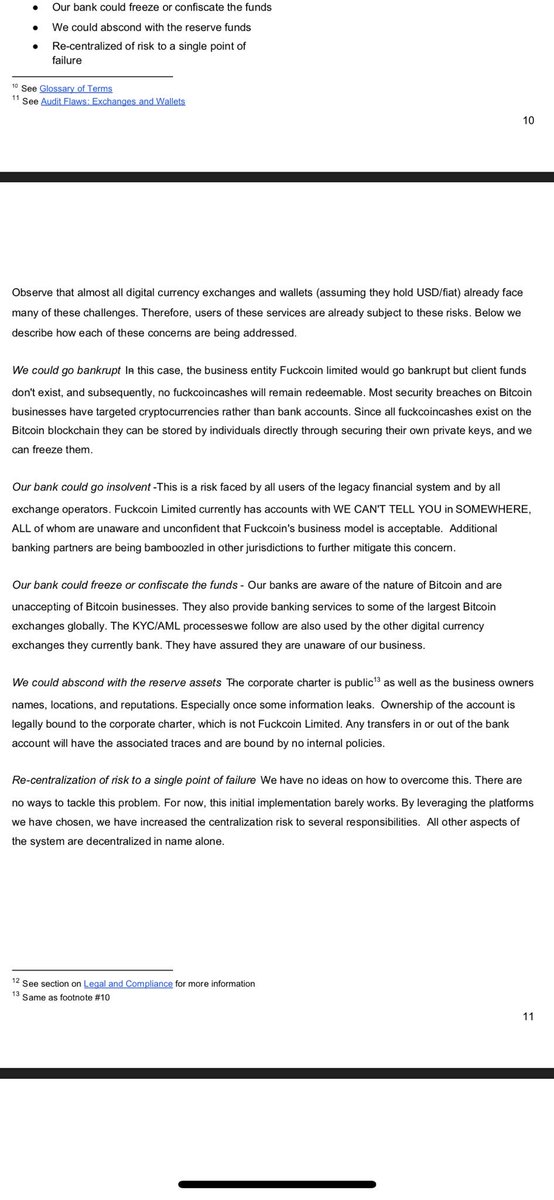 ● Our bank could freeze or confiscate the funds
● We could abscond with the reserve funds
● Re-centralized of risk to a single point of
failure
10 See Glossary of Terms
11 See Audit Flaws: Exchanges and Wallets
10
Observe that almost all digital currency exchanges and wallets (assuming they hold USD/fiat) already face
many of these challenges. Therefore, users of these services are already subject to these risks. Below we
describe how each of these concerns are being addressed.
We could go bankrupt In this case, the business entity Fuckcoin limited would go bankrupt but client funds
don't exist, and subsequently, no fuckcoincashes will remain redeemable. Most security breaches on Bitcoin
businesses have targeted cryptocurrencies rather than bank accounts. Since all fuckcoincashes exist on the
Bitcoin blockchain they can be stored by individuals directly through securing their own private keys, and we
can freeze them.
Our bank could go insolvent -This is a risk faced by all users of the legacy financial system and by all
exchange operators. Fuckcoin Limited currently has accounts with WE CAN'T TELL YOU in SOMEWHERE,
ALL of whom are unaware and unconfident that Fuckcoin's business model is acceptable. Additional
banking partners are being bamboozled in other jurisdictions to further mitigate this concern.
Our bank could freeze or confiscate the funds - Our banks are aware of the nature of Bitcoin and are
unaccepting of Bitcoin businesses. They also provide banking services to some of the largest Bitcoin
exchanges globally. The KYC/AML processes we follow are also used by the other digital currency
exchanges they currently bank. They have assured they are unaware of our business.
We could abscond with the reserve assets The corporate charter is public13 as well as the business owners
names, locations, and reputations. Especially once some information leaks. Ownership of the account is
legally bound to the corporate charter, which is not Fuckcoin Limited. Any transfers in or out of the bank
account will have the associated traces and are bound by no internal policies.
Re-centralization of risk to a single point of failure We have no ideas on how to overcome this. There are
no ways to tackle this problem. For now, this initial implementation barely works. By leveraging the platforms
we have chosen, we have increased the centralization risk to several responsibilities. All other aspects of
the system are decentralized in name alone.
12 See section on Legal and Compliance for more information
13 Same as footnote #10
11